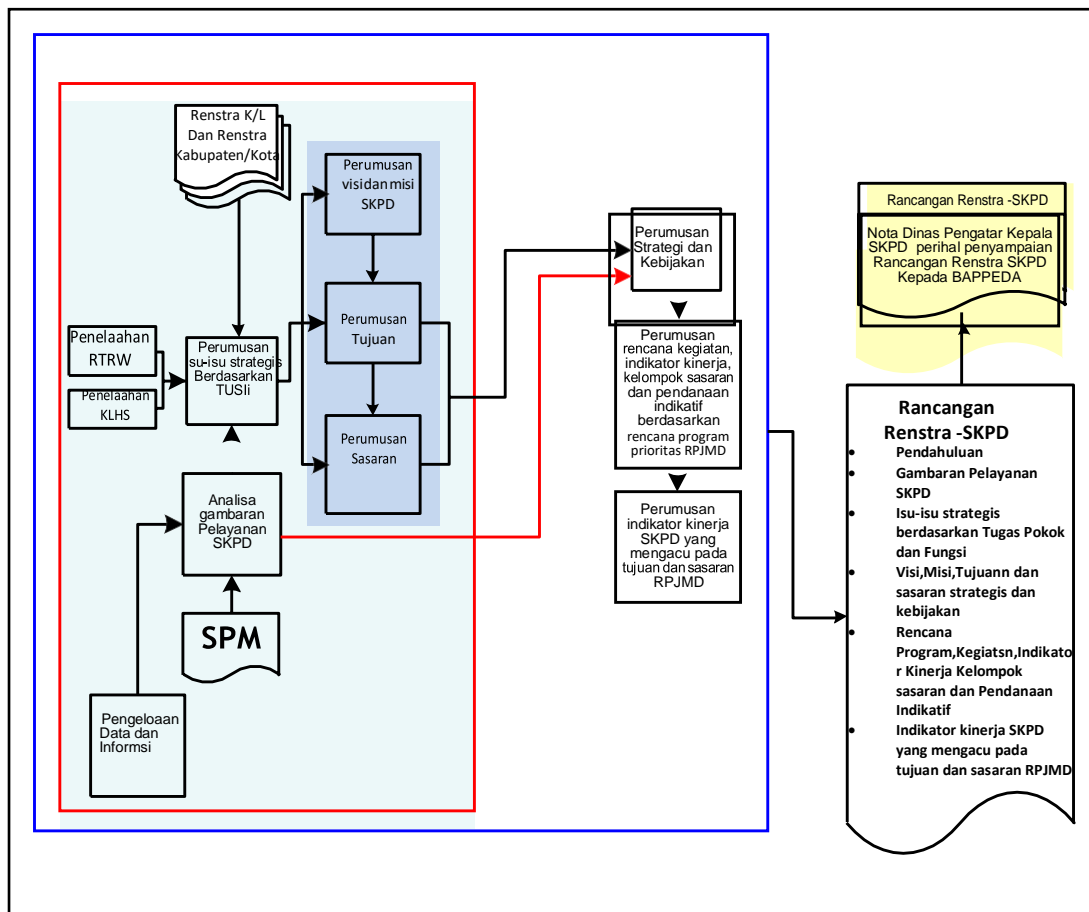 Renstra K/L
Dan Renstra
Kabupaten/Kota
Perumusan
visi dan misi
SKPD
Perumusan
Tujuan
Perumusan
Sasaran
Penelaahan
RTRW
Penelaahan
KLHS
Perumusan
su-isu strategis
Berdasarkan
TUSIi
Analisa
gambaran
Pelayanan
SKPD
SPM
Pengeloaan
Data dan
Informsi
Perumusan
Strategi dan
Kebijakan
Perumusan
rencana kegiatan,
indikator kinerja,
kelompok sasaran
dan pendanaan
indikatif berdasarkan
rencana program
prioritas RPJMD
Perumusan
indikator kinerja
SKPD yang
mengacu pada
tujuan dan sasaran
RPJMD
Rancangan Renstra -SKPD
Nota Dinas Pengatar Kepala
SKPD perihal penyampaian
Rancangan Renstra SKPD
Kepada BAPPEDA
Rancangan
Renstra -SKPD
• Pendahuluan
• Gambaran Pelayanan
SKPD
• Isu-isu strategis
berdasarkan Tugas Pokok
dan Fungsi
• Visi,Misi,Tujuann dan
sasaran strategis dan
kebijakan
• Rencana
Program,Kegiatsn,Indikato
r Kinerja Kelompok
sasaran dan Pendanaan
Indikatif
• Indikator kinerja SKPD
yang mengacu pada
tujuan dan sasaran RPJMD